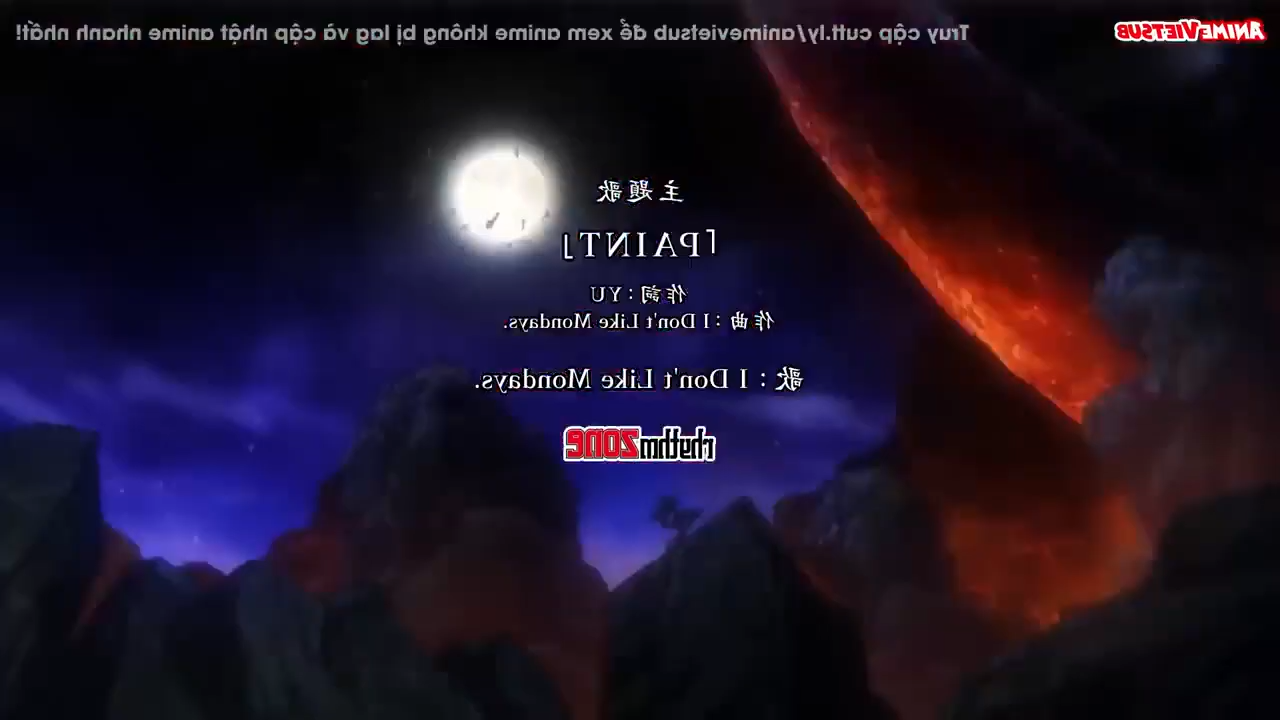 Truy cập cutt.ly/animevietsub để xem anime không bị lag và cập nhật anime nhanh nhất!
ANIMEVIETSUB
主題歌
「PAINT」
作詞：YU
作曲：I Don't Like Mondays.
歌：I Don't Like Mondays.
rhythm zone